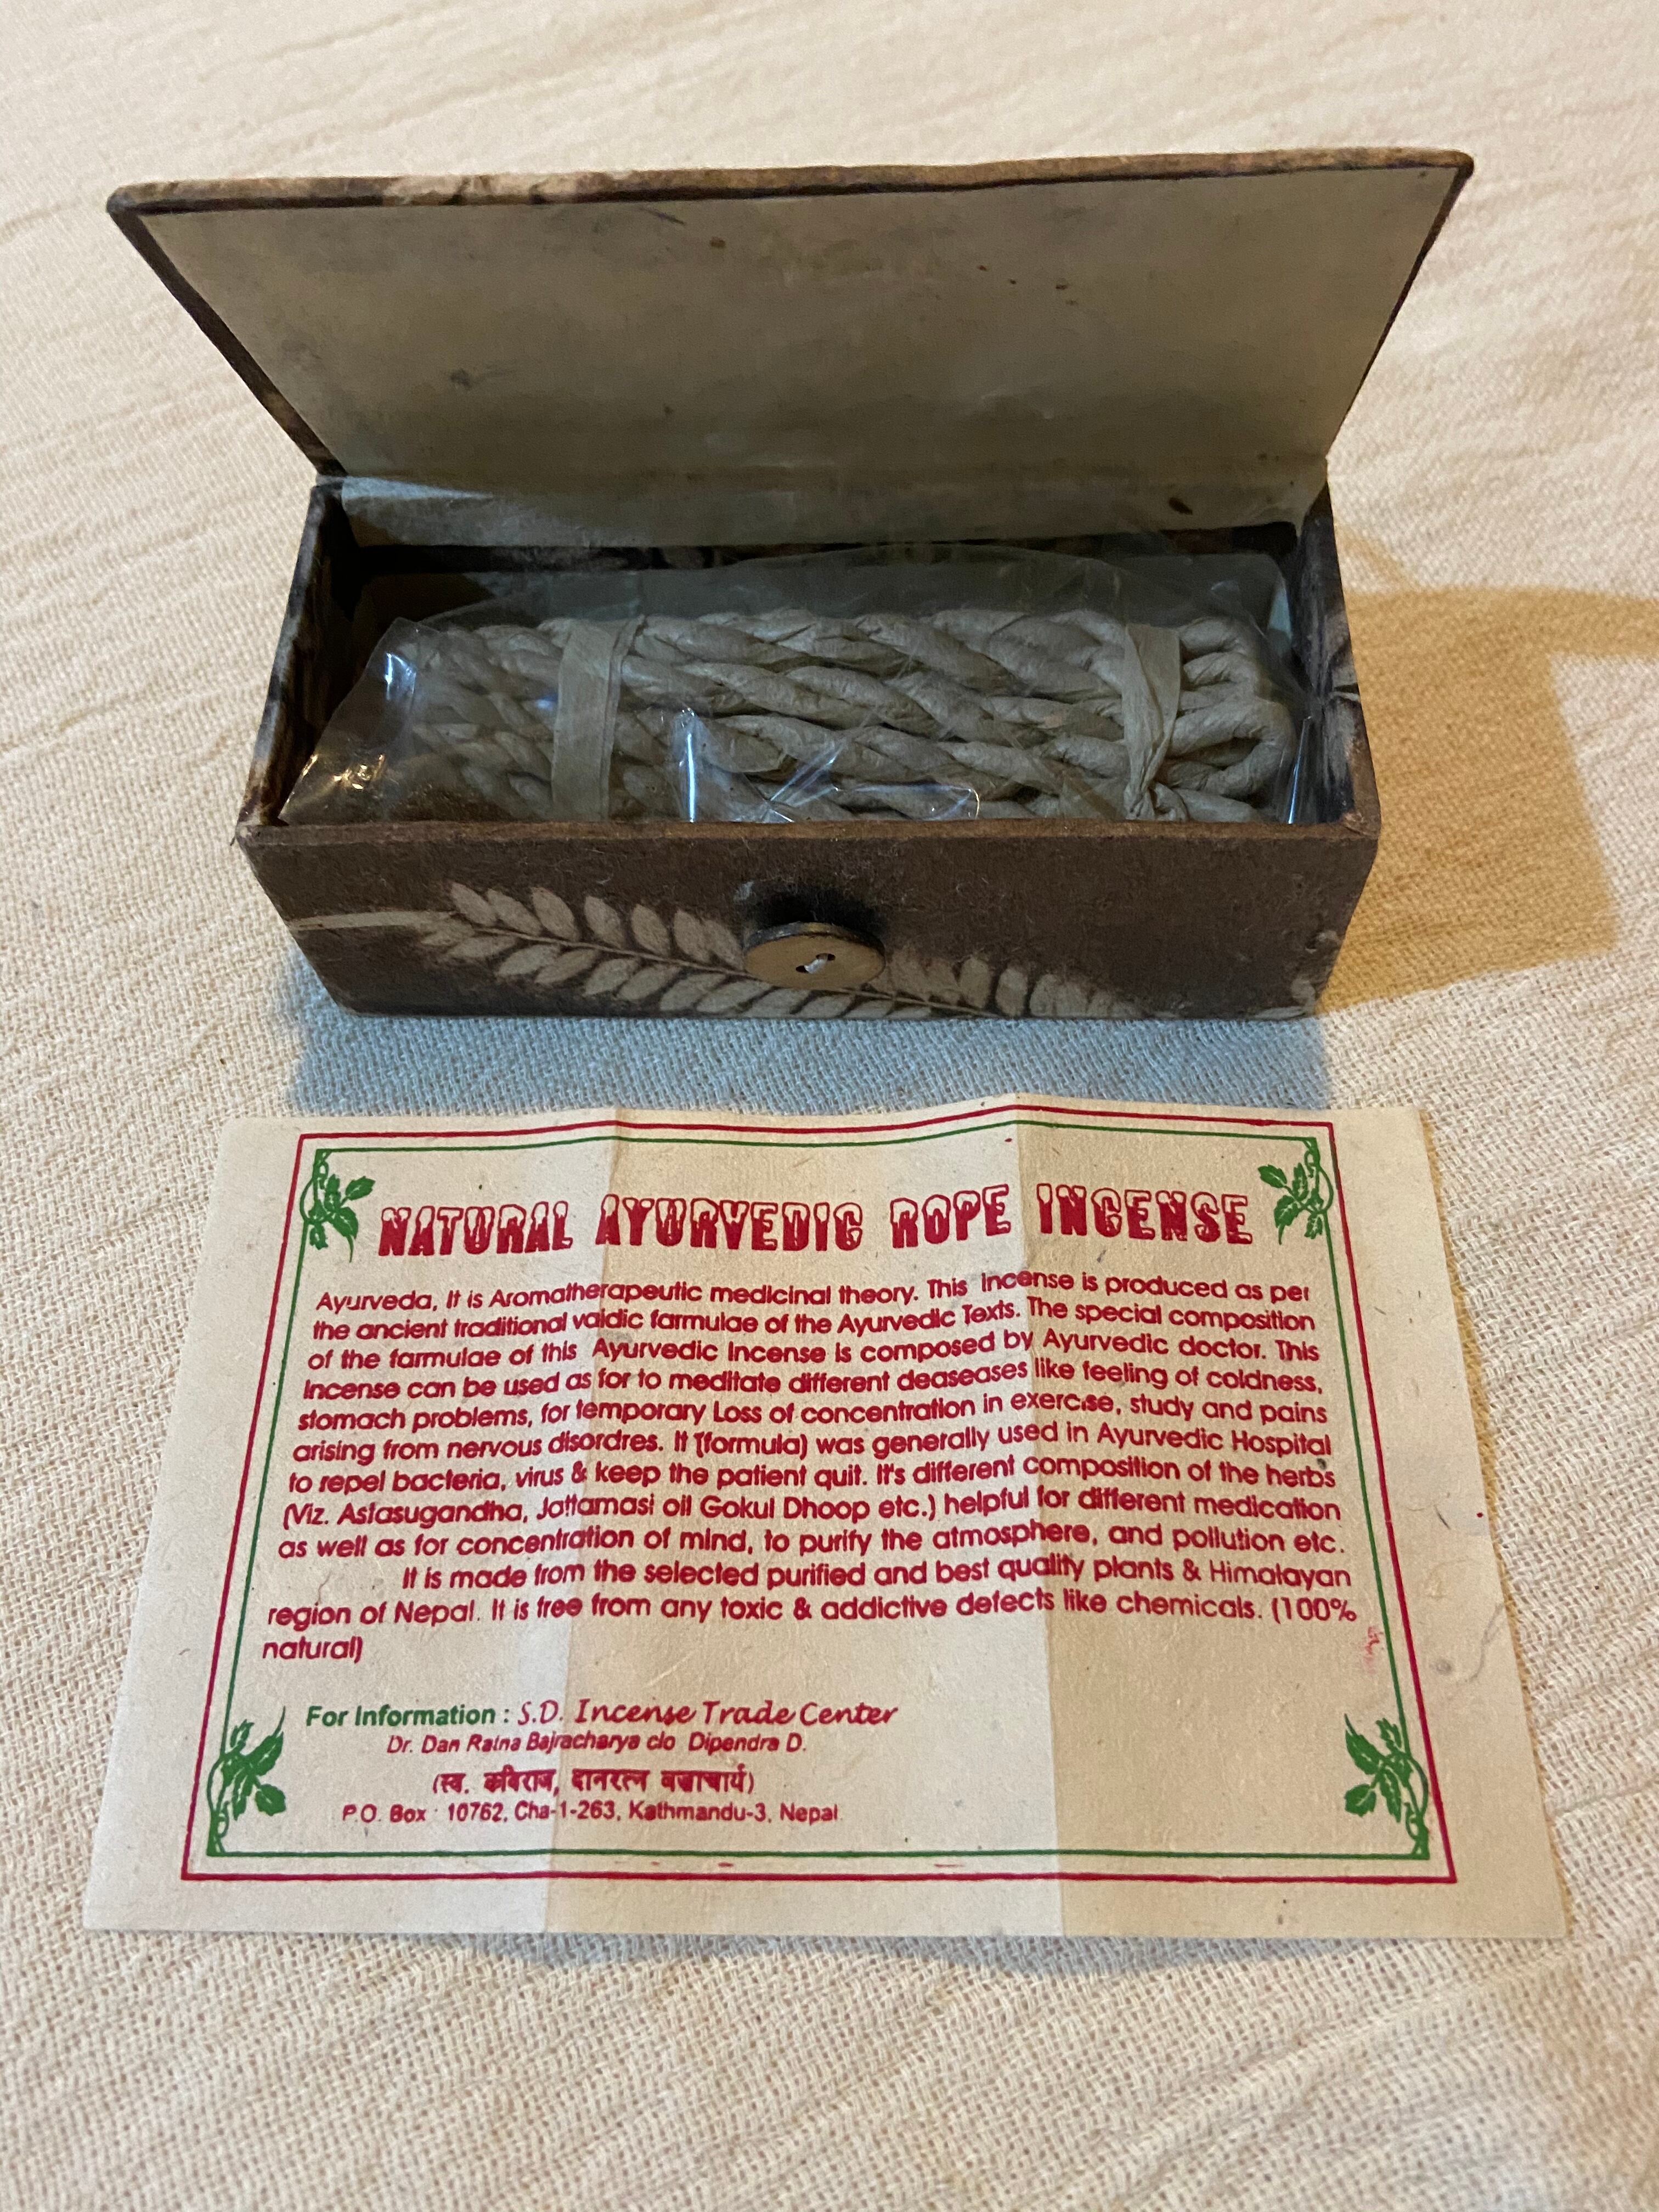 NATURAL AYURVEDIC ROPE INCENSE
Ayurveda, It is Aromatherapeutic medicinal theory. This Incense is produced as per
the ancient traditional vaidic farmulae of the Ayurvedic Texts. The special composition
of the farmulae of this Ayurvedic Incense is composed by Ayurvedic doctor. This
Incense can be used as for to meditate different deaseases like feeling of coldness,
stomach problems, for temporary Loss of concentration in exercise, study and pains
arising from nervous disordres. It (formula) was generally used in Ayurvedic Hospital
to repel bacteria, virus & keep the patient quit. It's different composition of the herbs
(Viz. Astasugandha, Jattamasi oil Gokul Dhoop etc.) helpful for different medication
as well as for concentration of mind, to purify the atmosphere, and pollution etc.
It is made from the selected purified and best quality plants & Himalayan
region of Nepal. It is free from any toxic & addictive defects like chemicals. (100%
natural)
For Information : S.D. Incense Trade Center
Dr. Dan Ratna Bajracharya c/o Dipendra D.
(स्व. कविराज, दानरत्न बज्राचार्य)
P.O. Box : 10762, Cha-1-263, Kathmandu-3, Nepal